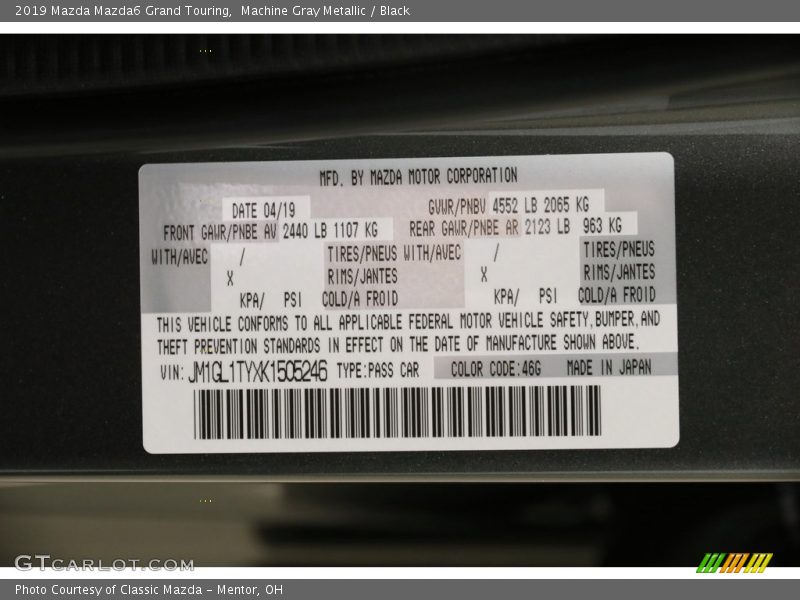 2019 Mazda Mazda6 Grand Touring,  Machine Gray Metallic / Black
MFD. BY MAZDA MOTOR CORPORATION
DATE 04/19 GVWR/PNBV 4552 LB 2065 KG
FRONT GAWR/PNBE AV 2440 LB 1107 KG REAR GAWR/PNBE AR 2123 LB 963 KG
WITH/AVEC / TIRES/PNEUS WITH/AVEC / TIRES/PNEUS
X RIMS/JANTES X RIMS/JANTES
KPA/ PSI COLD/A FROID KPA/ PSI COLD/A FROID
THIS VEHICLE CONFORMS TO ALL APPLICABLE FEDERAL MOTOR VEHICLE SAFETY,BUMPER,AND
THEFT PREVENTION STANDARDS IN EFFECT ON THE DATE OF MANUFACTURE SHOWN ABOVE.
VIN: JM1GL1TYXK1505246 TYPE:PASS CAR COLOR CODE:46G MADE IN JAPAN
GTCARLOT.COM
Photo Courtesy of Classic Mazda - Mentor, OH